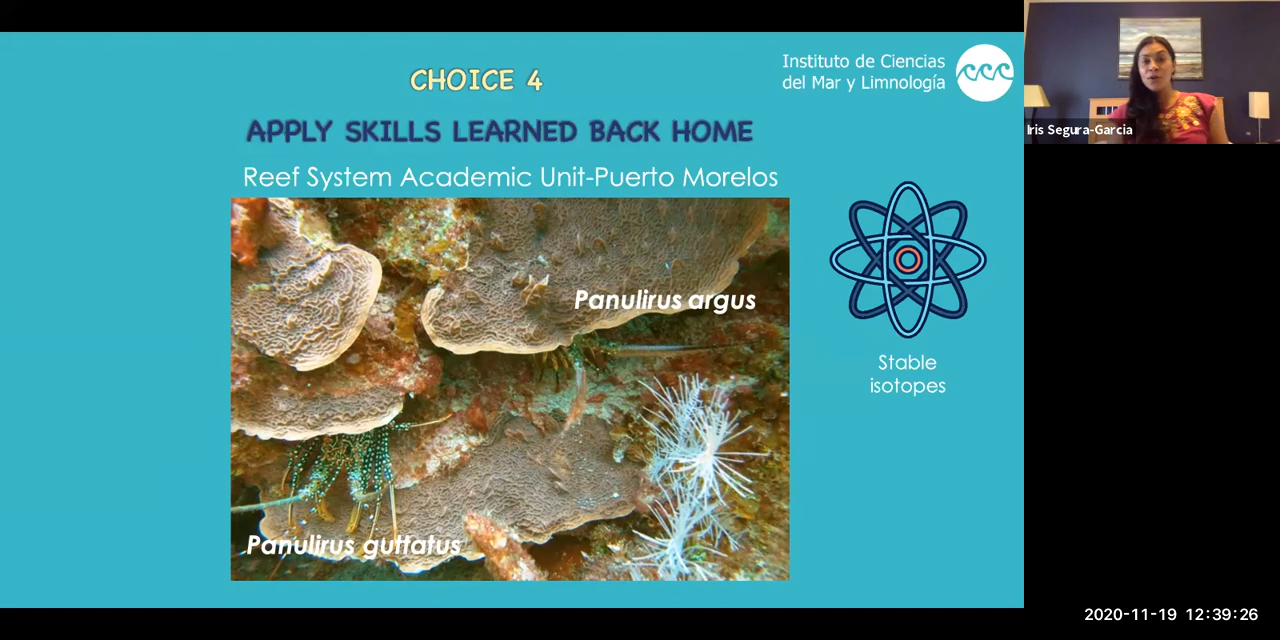 CHOICE 4
Instituto de Ciencias
del Mar y Limnología
APPLY SKILLS LEARNED BACK HOME
Reef System Academic Unit-Puerto Morelos
Iris Segura-Garcia
Panulirus argus
Stable
isotopes
Panulirus guttatus
2020-11-19 12:39:26